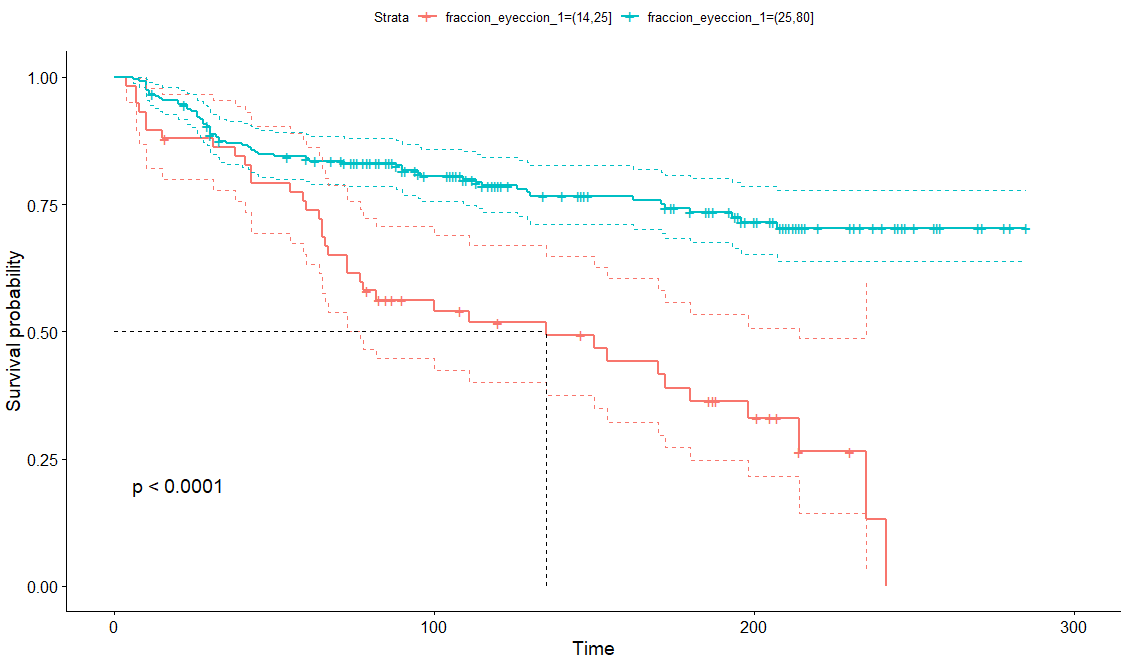 Strata fraccion_eyeccion_1=(14,25] fraccion_eyeccion_1=(25,80]
1.00
0.75
0.50
0.25
0.00
Survival probability
p < 0.0001
0 100 200 300
Time